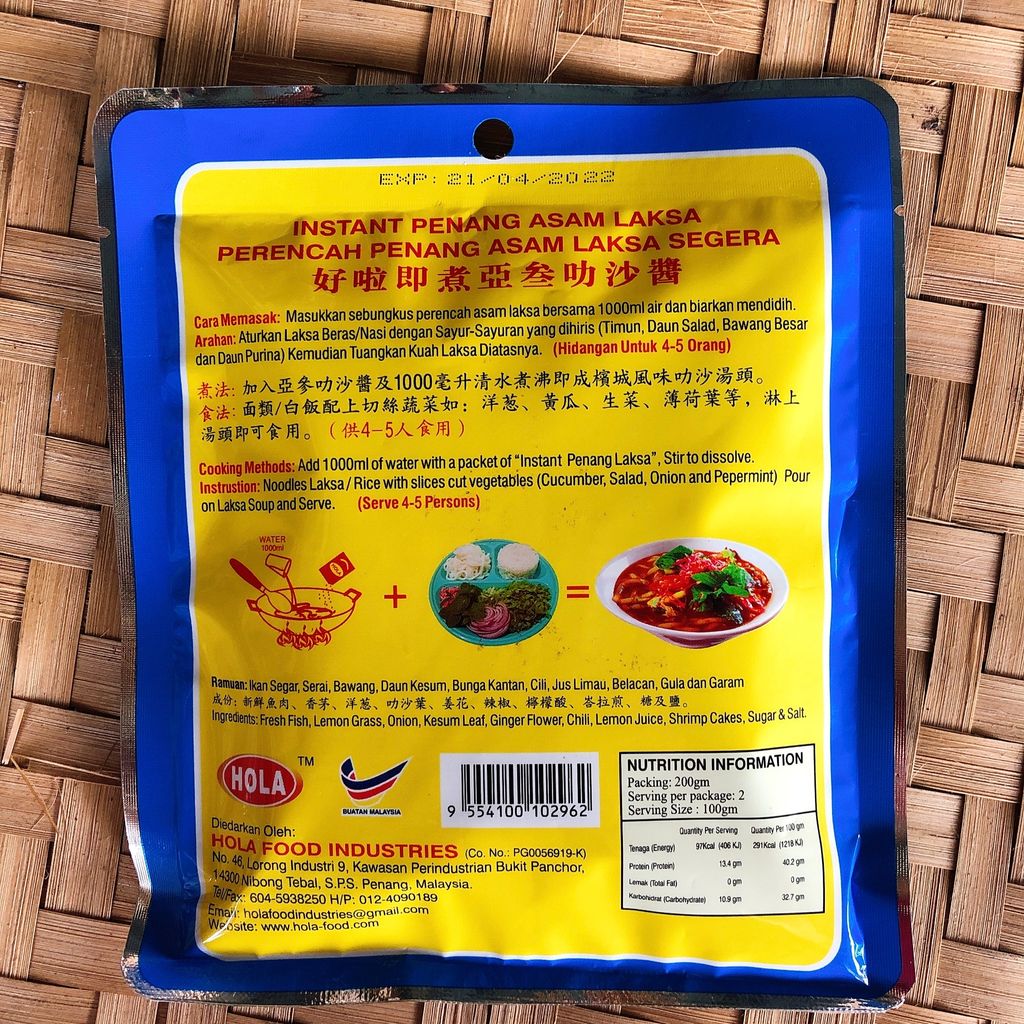 EXP: 21/04/2022
INSTANT PENANG ASAM LAKSA
PERENCAH PENANG ASAM LAKSA SEGERA
好啦即煮亞叁叻沙醬
Cara Memasak: Masukkan sebungkus perencah asam laksa bersama 1000ml air dan biarkan mendidih.
Arahan: Aturkan Laksa Beras/Nasi dengan Sayur-Sayuran yang dihiris (Timun, Daun Salad, Bawang Besar
dan Daun Purina) Kemudian Tuangkan Kuah Laksa Diatasnya. (Hidangan Untuk 4-5 Orang)
煮法: 加入亞參叻沙醬及1000毫升清水煮沸即成檳城風味叻沙湯頭。
食法: 面類/白飯配上切絲蔬菜如: 洋葱、黃瓜、生菜、薄荷葉等, 淋上
湯頭即可食用。(供4-5人食用)
Cooking Methods: Add 1000ml of water with a packet of "Instant Penang Laksa", Stir to dissolve.
Instrustion: Noodles Laksa / Rice with slices cut vegetables (Cucumber, Salad, Onion and Pepermint) Pour
on Laksa Soup and Serve. (Serve 4-5 Persons)
WATER
1000ml
+
=
Ramuan: Ikan Segar, Serai, Bawang, Daun Kesum, Bunga Kantan, Cili, Jus Limau, Belacan, Gula dan Garam
成份: 新鮮魚肉、香茅、洋葱、叻沙葉、姜花、辣椒、檸檬酸、峇拉煎、糖及鹽。
Ingredients: Fresh Fish, Lemon Grass, Onion, Kesum Leaf, Ginger Flower, Chili, Lemon Juice, Shrimp Cakes, Sugar & Salt.
HOLA TM
BUATAN MALAYSIA
9 554100 102962
Diedarkan Oleh:
HOLA FOOD INDUSTRIES (Co. No.: PG0056919-K)
No. 46, Lorong Industri 9, Kawasan Perindustrian Bukit Panchor,
14300 Nibong Tebal, S.P.S. Penang, Malaysia.
Tel/Fax: 604-5938250 H/P: 012-4090189
Email: holafoodindustries@gmail.com
Website: www.hola-food.com
NUTRITION INFORMATION
Packing: 200gm
Serving per package: 2
Serving Size : 100gm
Quantity Per Serving Quantity Per 100 gm
Tenaga (Energy) 97Kcal (406 KJ) 291Kcal (1218 KJ)
Protein (Protein) 13.4 gm 40.2 gm
Lemak (Total Fat) 0 gm 0 gm
Karbohidrat (Carbohydrate) 10.9 gm 32.7 gm